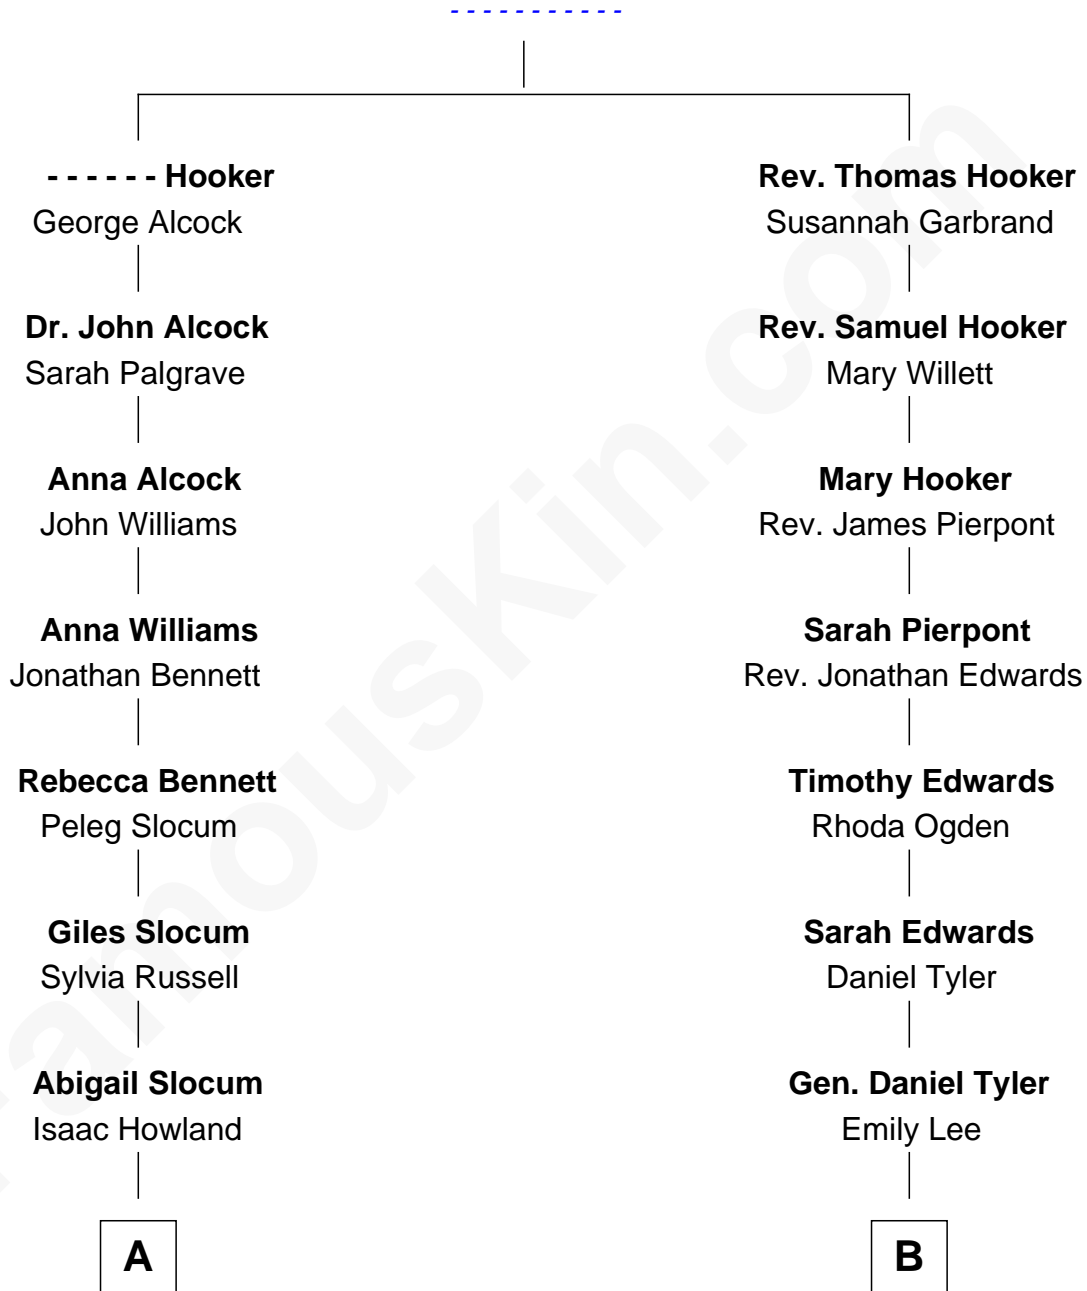 - - - - - - - - - - -
- - - - - - Hooker
George Alcock
Rev. Thomas Hooker
Susannah Garbrand
Dr. John Alcock
Sarah Palgrave
Rev. Samuel Hooker
Mary Willett
Anna Alcock
John Williams
Mary Hooker
Rev. James Pierpont
Anna Williams
Jonathan Bennett
Sarah Pierpont
Rev. Jonathan Edwards
Rebecca Bennett
Peleg Slocum
Timothy Edwards
Rhoda Ogden
Giles Slocum
Sylvia Russell
Sarah Edwards
Daniel Tyler
Abigail Slocum
Isaac Howland
Gen. Daniel Tyler
Emily Lee
A
B
FamousKin.com